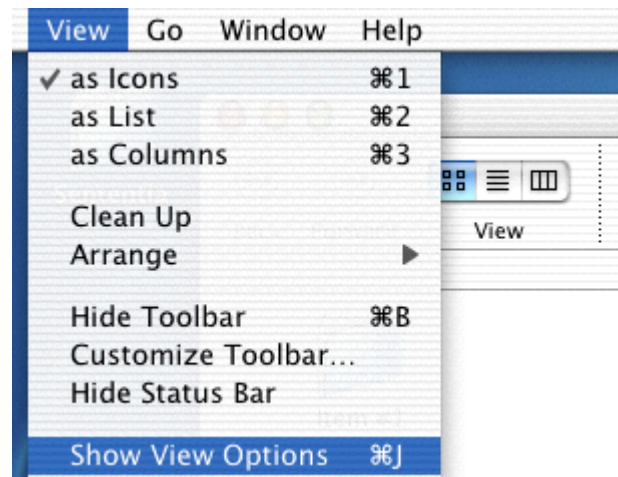 View Go Window Help
✓ as Icons ⌘1
as List ⌘2
as Columns ⌘3
View
Clean Up
Arrange ▶
Hide Toolbar ⌘B
Customize Toolbar...
Hide Status Bar
Show View Options ⌘J